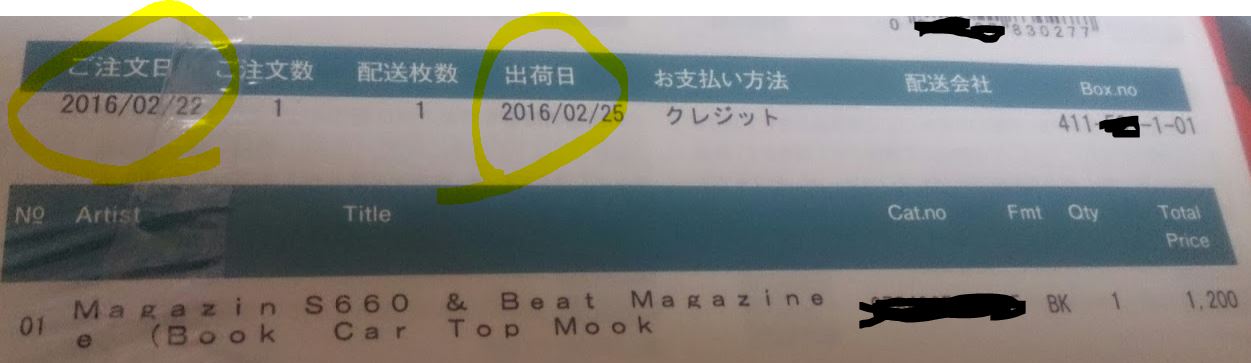 830277
ご注文日 ご注文数 配送枚数 出荷日 お支払い方法 配送会社 Box.no
2016/02/22 1 1 2016/02/25 クレジット 411- -1-01
Nº Artist Title Cat.no Fmt Qty Total Price
01 Magazin S660 & Beat Magazine BK 1 1,200
e (Book Car Top Mook